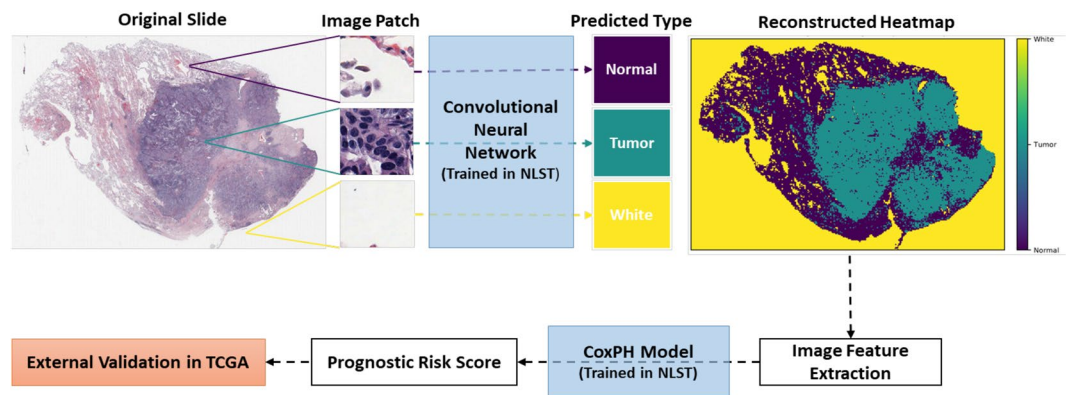 Original Slide
Image Patch
Predicted Type
Reconstructed Heatmap
Convolutional
Neural
Network
(Trained in NLST)
Normal
Tumor
White
White
Tumor
Normal
External Validation in TCGA
Prognostic Risk Score
CoxPH Model
(Trained in NLST)
Image Feature
Extraction